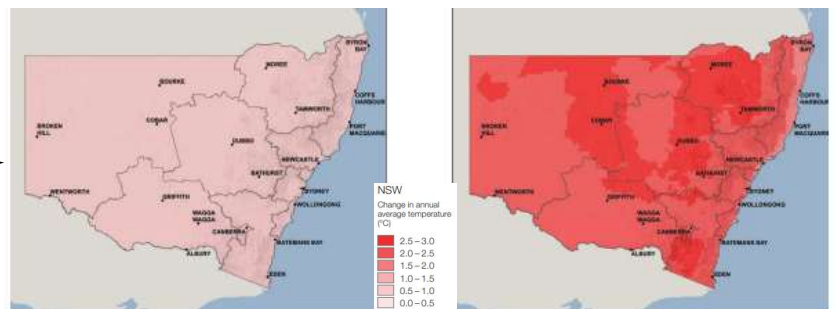 BYRON
BAY
MOREE
BOURKE
COFFS
HARBOUR
TAMWORTH
COBAR
BROKEN
HILL
PORT
MACQUARIE
DUBBO
NEWCASTLE
BATHURST
SYDNEY
WENTWORTH
GRIFFITH
WOLLONGONG
WAGGA
WAGGA
CANBERRA
BATEMANS BAY
ALBURY
EDEN
NSW
Change in annual
average temperature
(°C)
2.5–3.0
2.0–2.5
1.5–2.0
1.0–1.5
0.5–1.0
0.0–0.5
BYRON
BAY
MOREE
BOURKE
COFFS
HARBOUR
TAMWORTH
COBAR
BROKEN
HILL
PORT
MACQUARIE
DUBBO
NEWCASTLE
BATHURST
SYDNEY
WENTWORTH
GRIFFITH
WOLLONGONG
WAGGA
WAGGA
CANBERRA
BATEMANS BAY
ALBURY
EDEN